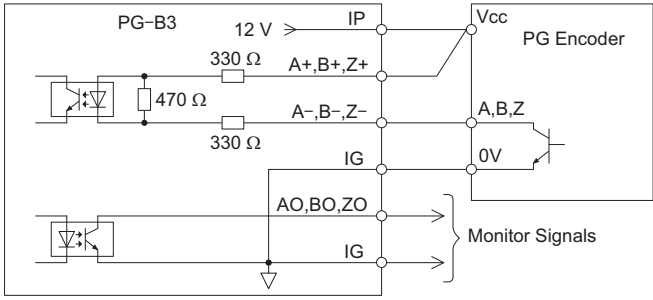 PG−B3
12 V
IP
Vcc
PG Encoder
330 Ω
A+,B+,Z+
470 Ω
A−,B−,Z−
A,B,Z
330 Ω
IG
0V
AO,BO,ZO
Monitor Signals
IG